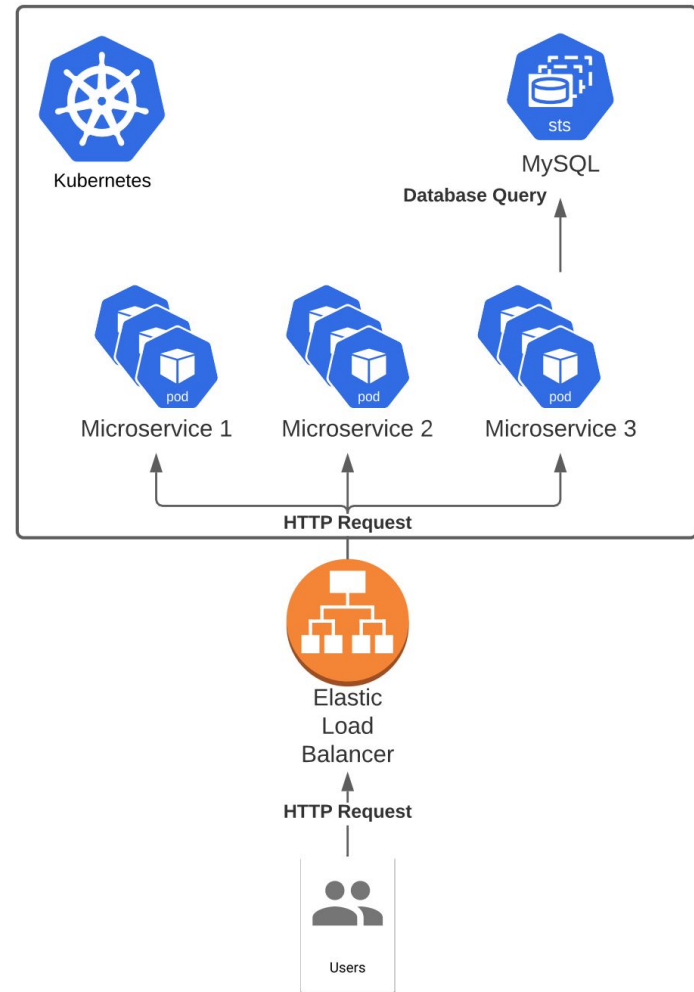 sts
Kubernetes
MySQL
Database Query
pod
pod
pod
Microservice 1
Microservice 2
Microservice 3
HTTP Request
Elastic
Load
Balancer
HTTP Request
Users